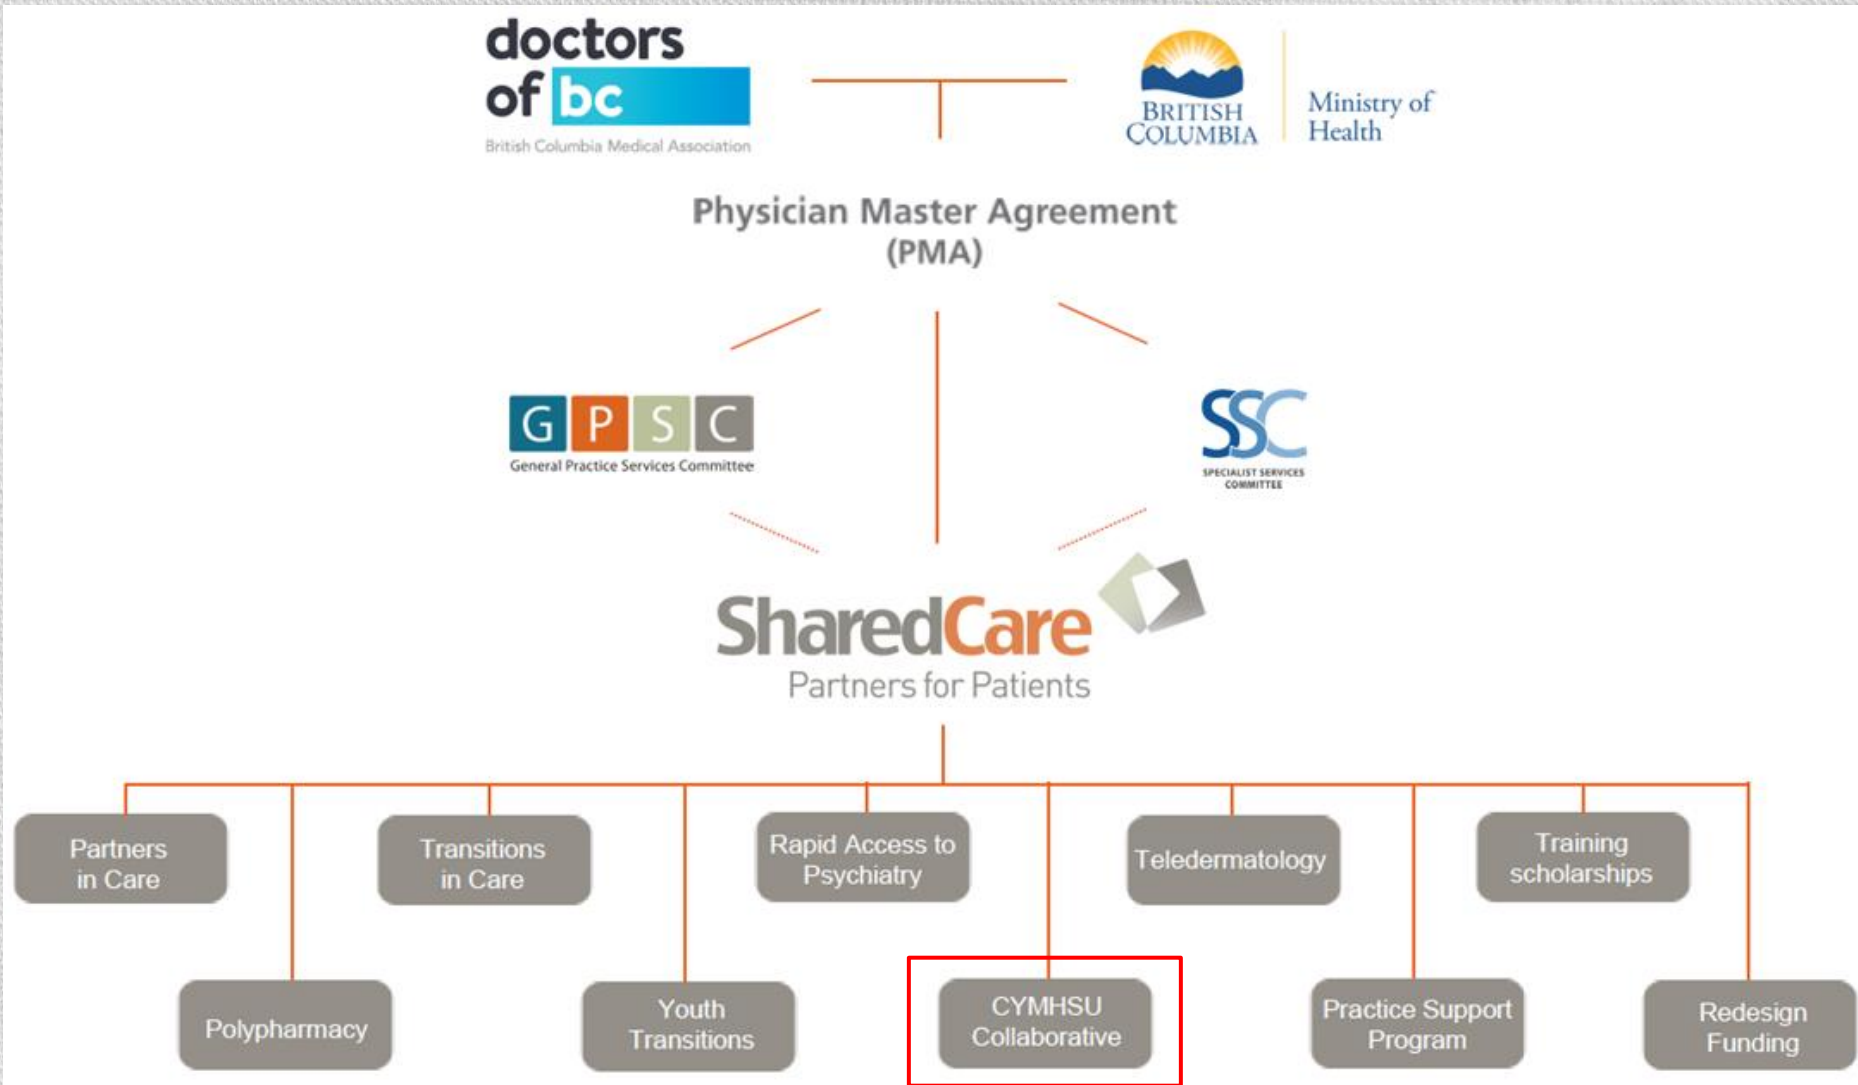 doctors
of bc
British Columbia Medical Association
BRITISH
COLUMBIA
Ministry of
Health
Physician Master Agreement
(PMA)
GPSC
General Practice Services Committee
SSC
SPECIALIST SERVICES
COMMITTEE
SharedCare
Partners for Patients
Partners
in Care
Transitions
in Care
Rapid Access to
Psychiatry
Teledermatology
Training
scholarships
Polypharmacy
Youth
Transitions
CYMHSU
Collaborative
Practice Support
Program
Redesign
Funding